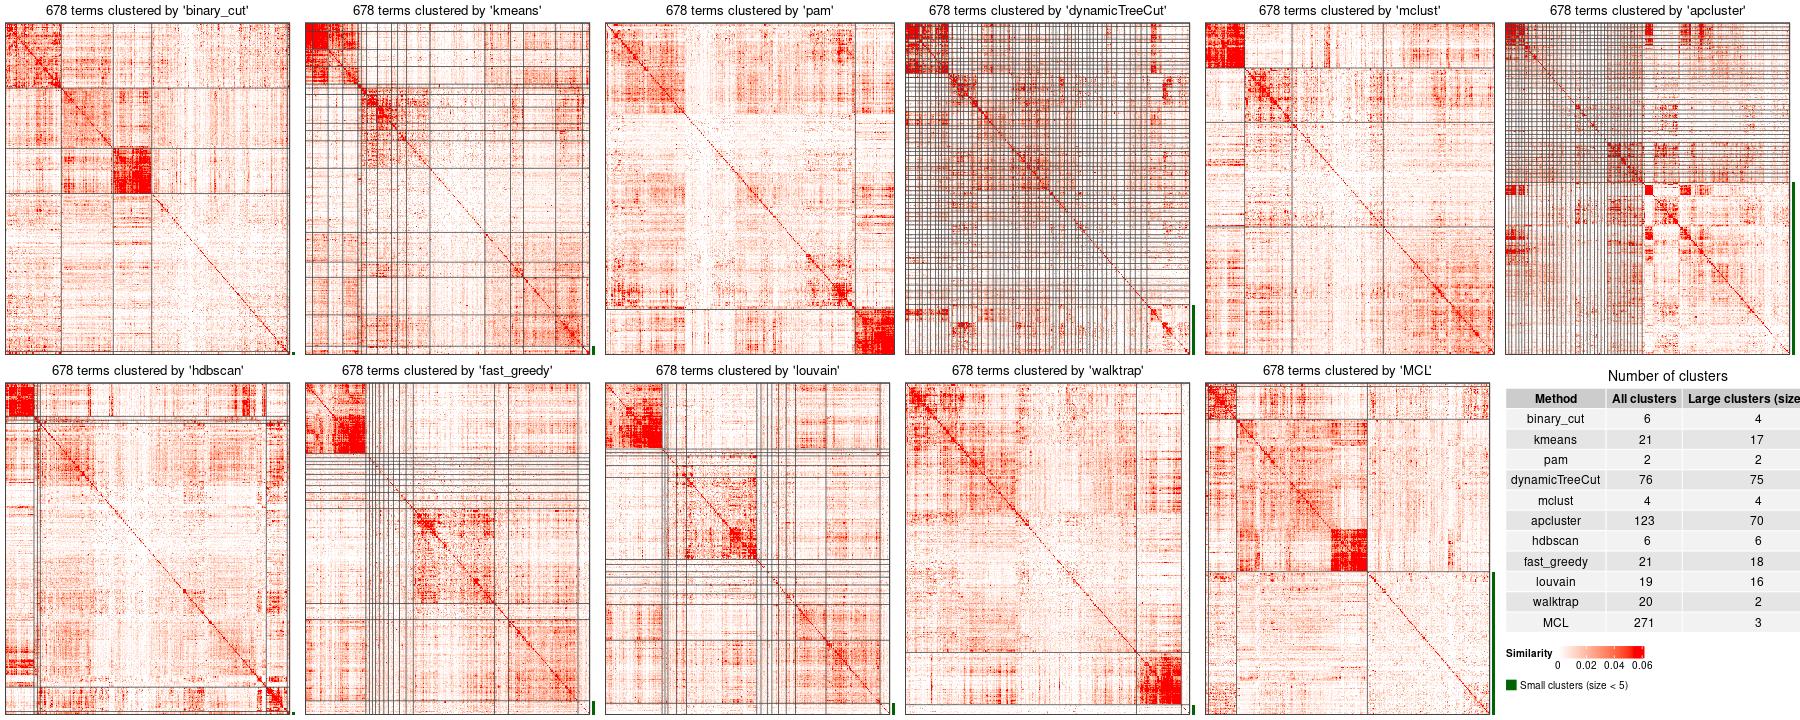 678 terms clustered by 'binary_cut'
678 terms clustered by 'kmeans'
678 terms clustered by 'pam'
678 terms clustered by 'dynamicTreeCut'
678 terms clustered by 'mclust'
678 terms clustered by 'apcluster'
678 terms clustered by 'hdbscan'
678 terms clustered by 'fast_greedy'
678 terms clustered by 'louvain'
678 terms clustered by 'walktrap'
678 terms clustered by 'MCL'
Number of clusters
Method All clusters Large clusters (size
binary_cut 6 4
kmeans 21 17
pam 2 2
dynamicTreeCut 76 75
mclust 4 4
apcluster 123 70
hdbscan 6 6
fast_greedy 21 18
louvain 19 16
walktrap 20 2
MCL 271 3
Similarity
0 0.02 0.04 0.06
Small clusters (size < 5)